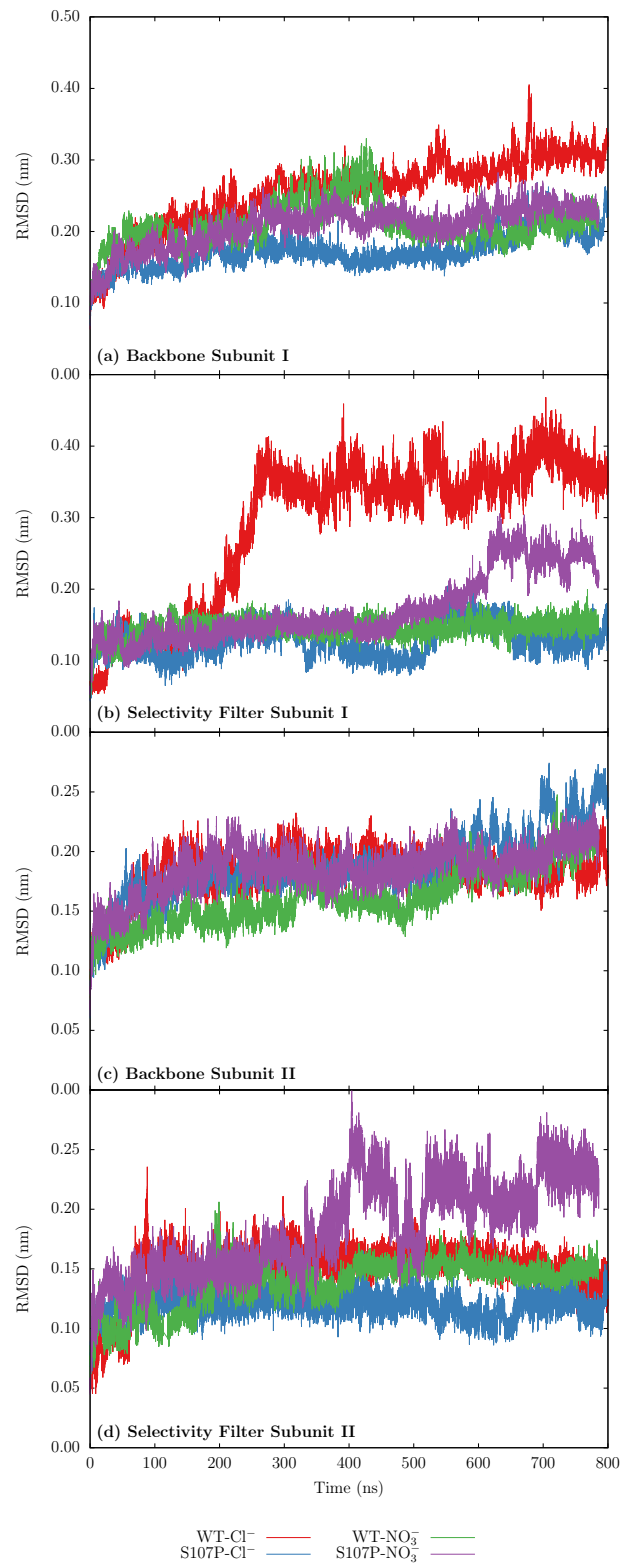 0.50
0.40
0.30
0.20
0.10
RMSD (nm)
(a) Backbone Subunit I
0.00
0.40
0.30
0.20
0.10
RMSD (nm)
(b) Selectivity Filter Subunit I
0.00
0.25
0.20
0.15
0.10
0.05
RMSD (nm)
(c) Backbone Subunit II
0.00
0.25
0.20
0.15
0.10
0.05
0.00
RMSD (nm)
(d) Selectivity Filter Subunit II
0 100 200 300 400 500 600 700 800
Time (ns)
WT-Cl⁻ WT-NO₃⁻
S107P-Cl⁻ S107P-NO₃⁻